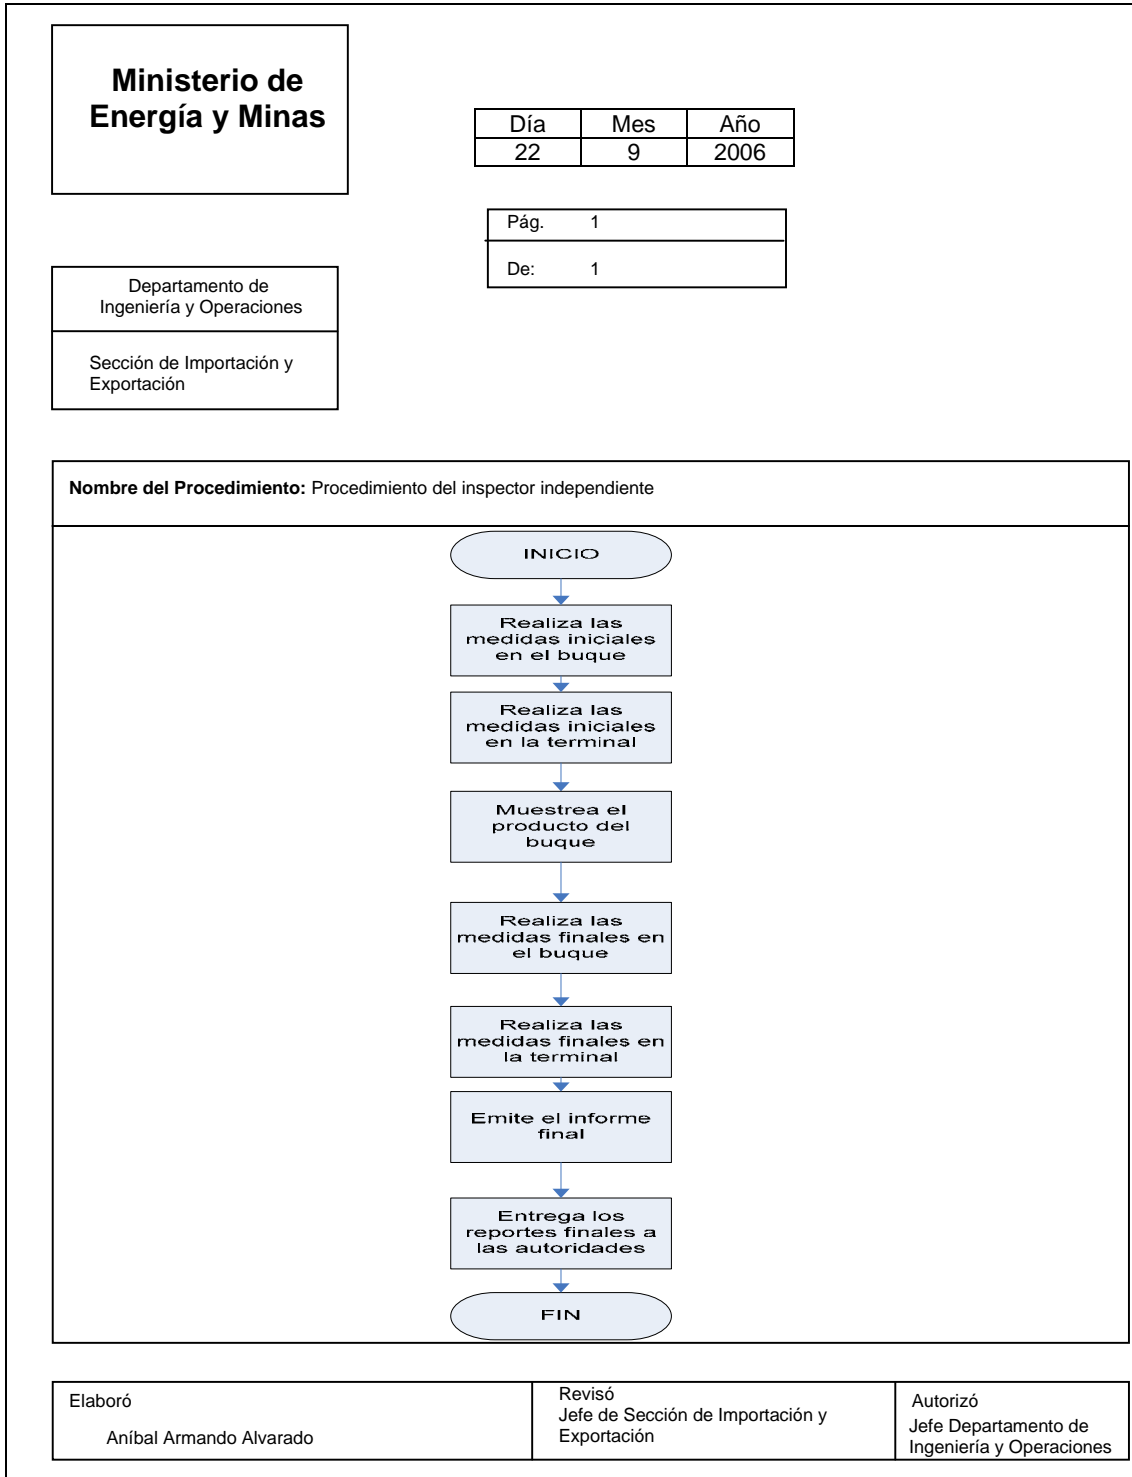 Ministerio de
Energía y Minas
Día Mes Año
22 9 2006
Pág. 1
De: 1
Departamento de
Ingeniería y Operaciones
Sección de Importación y
Exportación
Nombre del Procedimiento: Procedimiento del inspector independiente
INICIO
Realiza las
medidas iniciales
en el buque
Realiza las
medidas iniciales
en la terminal
Muestrea el
producto del
buque
Realiza las
medidas finales en
el buque
Realiza las
medidas finales en
la terminal
Emite el informe
final
Entrega los
reportes finales a
las autoridades
FIN
Elaboró
Aníbal Armando Alvarado
Revisó
Jefe de Sección de Importación y
Exportación
Autorizó
Jefe Departamento de
Ingeniería y Operaciones